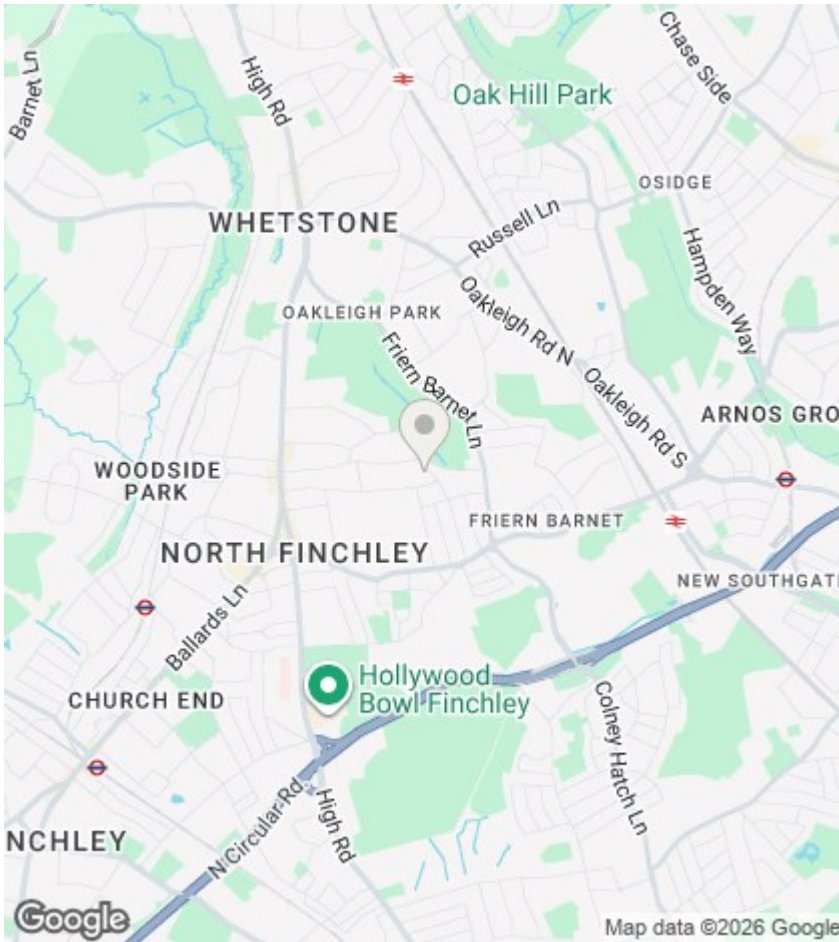 Barnet Ln
High Rd
Chase Side
Oak Hill Park
OSIDGE
WHETSTONE
Russell Ln
Hampden Way
OAKLEIGH PARK
Oakleigh Rd N
Friern Barnet Ln
Oakleigh Rd S
ARNOS GRO
WOODSIDE
PARK
FRIERN BARNET
NORTH FINCHLEY
NEW SOUTHGATE
Ballards Ln
Hollywood
Bowl Finchley
CHURCH END
Colney Hatch Ln
N Circular Rd
High Rd
NCHLEY
Google
Map data ©2026 Google